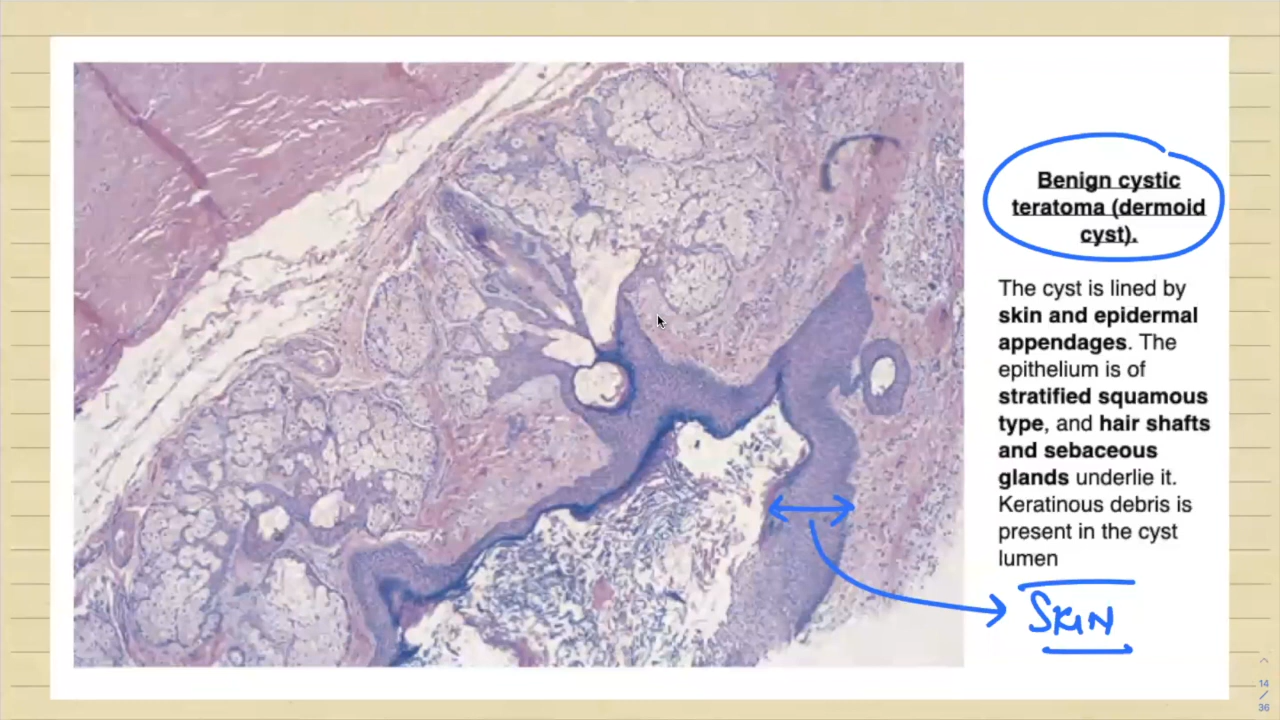 Benign cystic
teratoma (dermoid
cyst).
The cyst is lined by
skin and epidermal
appendages. The
epithelium is of
stratified squamous
type, and hair shafts
and sebaceous
glands underlie it.
Keratinous debris is
present in the cyst
lumen
SKIN
14
/
36